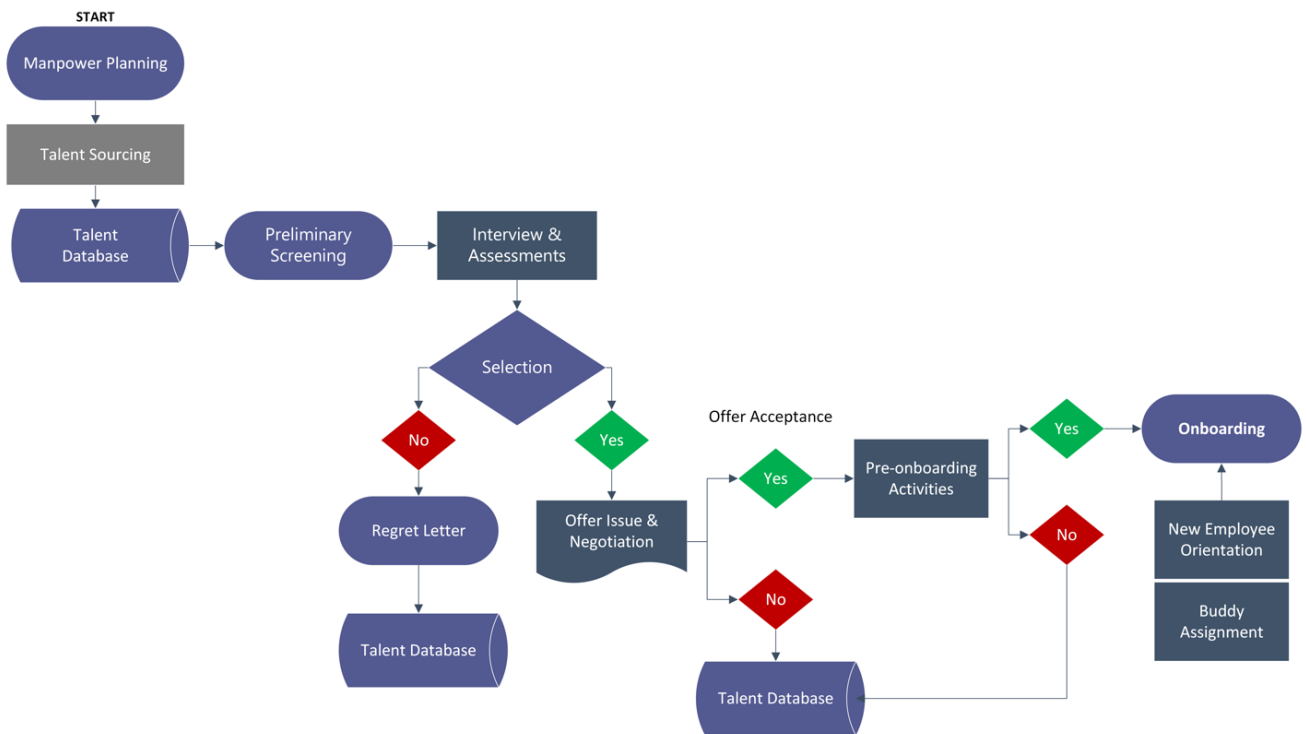 START
Manpower Planning
Talent Sourcing
Talent
Database
Preliminary
Screening
Interview &
Assessments
Selection
No
Yes
Regret Letter
Talent Database
Offer Issue &
Negotiation
Offer Acceptance
Yes
No
Talent Database
Pre-onboarding
Activities
Yes
No
Onboarding
New Employee
Orientation
Buddy
Assignment